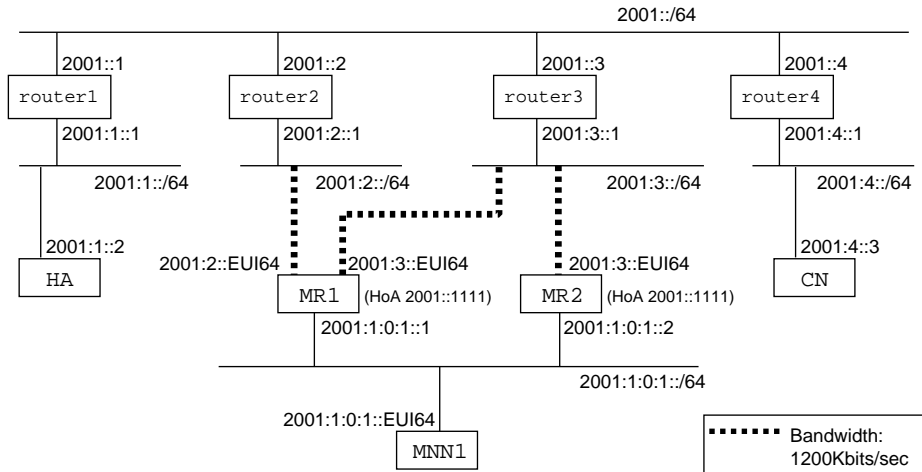 2001::/64
2001::1
2001::2
2001::3
2001::4
router1
router2
router3
router4
2001:1::1
2001:2::1
2001:3::1
2001:4::1
2001:1::/64
2001:2::/64
2001:3::/64
2001:4::/64
2001:1::2
2001:2::EUI64
2001:3::EUI64
2001:3::EUI64
2001:4::3
HA
MR1
(HoA 2001::1111)
MR2
(HoA 2001::1111)
CN
2001:1:0:1::1
2001:1:0:1::2
2001:1:0:1::/64
2001:1:0:1::EUI64
MNN1
Bandwidth:
1200Kbits/sec